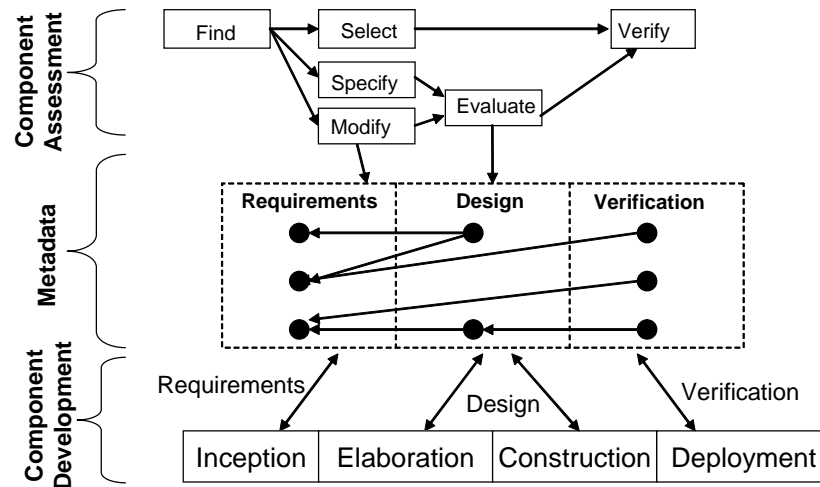 Component
Assessment
Find
Select
Verify
Specify
Evaluate
Modify
Metadata
Requirements
Design
Verification
Component
Development
Requirements
Design
Verification
Inception
Elaboration
Construction
Deployment